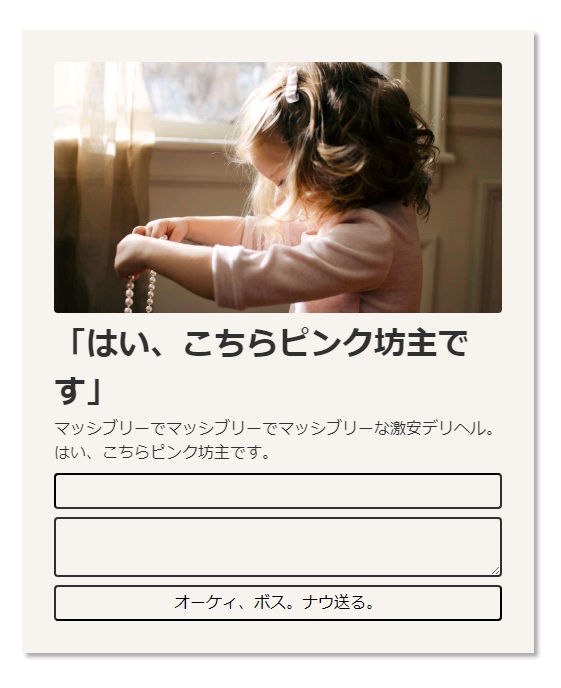 「はい、こちらピンク坊主で
す」
マッシブリーでマッシブリーでマッシブリーな激安デリヘル。
はい、こちらピンク坊主です。
オーケィ、ボス。ナウ送る。